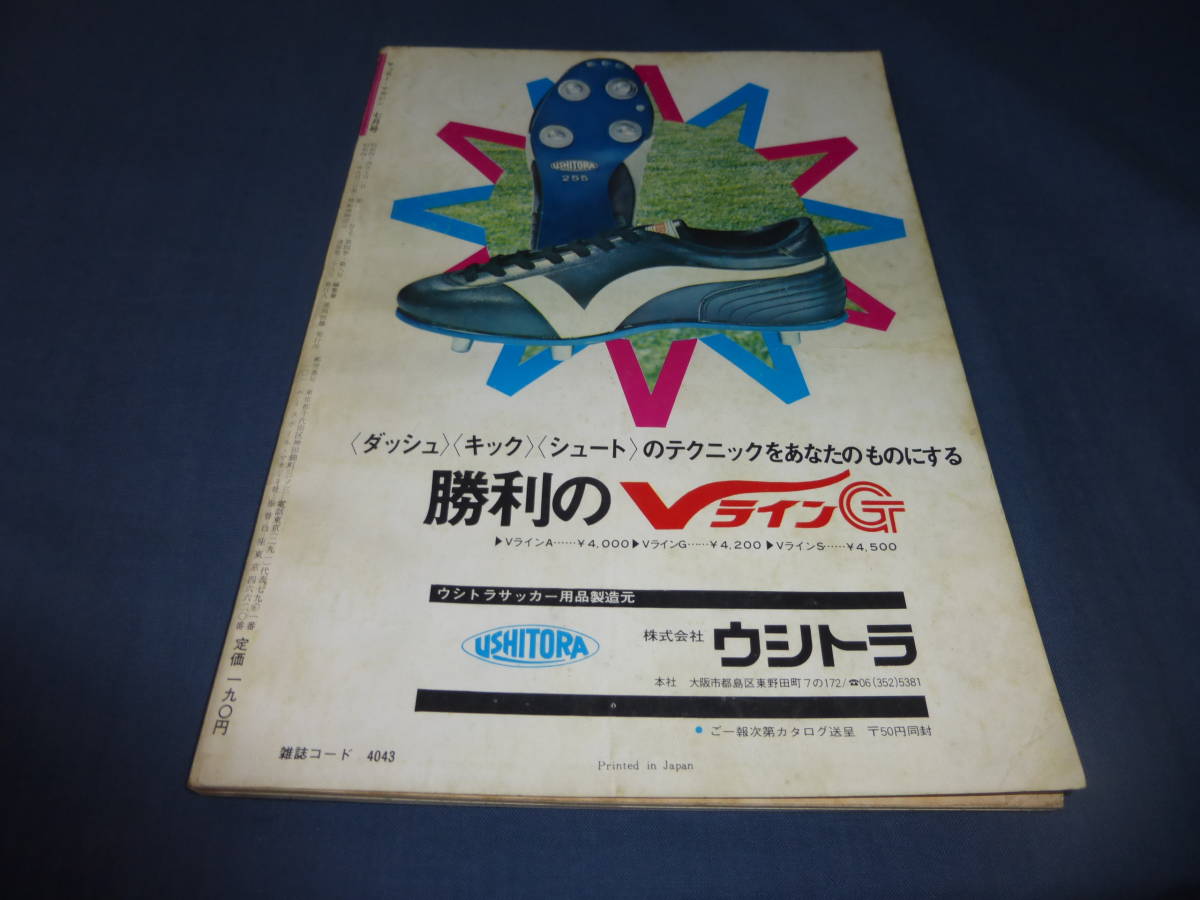 USHITORA
255
〈ダッシュ〉〈キック〉〈シュート〉のテクニックをあなたのものにする
勝利の VラインG
▶VラインA……￥4,000▶VラインG……￥4,200▶VラインS……￥4,500
ウシトラサッカー用品製造元
USHITORA
株式会社 ウシトラ
本社 大阪市都島区東野田町7の172/☎06(352)5381
●ご一報次第カタログ送呈 〒50円同封
定価 一九〇円
雑誌コード 4043
Printed in Japan